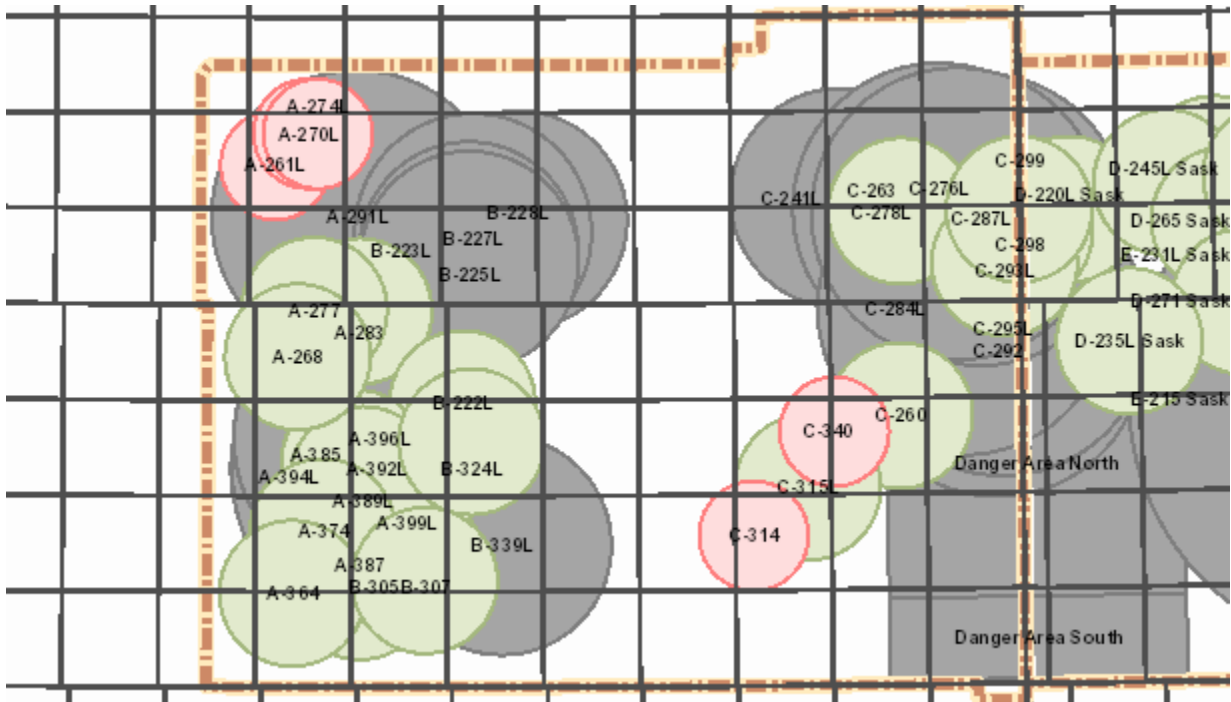 A-274L
A-270L
A-261L
A-291L
B-228L
B-227L
B-223L
B-225L
A-277
A-283
A-268
B-222L
A-396L
A-385
A-392L
A-394L
B-324L
A-389L
A-399L
A-374
B-339L
A-387
A-364
B-305
B-307
C-299
C-263
C-276L
C-241L
C-278L
C-287L
C-298
C-293L
C-284L
C-295L
C-292
C-260
C-340
C-315L
C-314
D-245L Sask
D-220L Sask
D-265 Sask
E-231L Sask
D-271 Sask
D-235L Sask
E-215 Sask
Danger Area North
Danger Area South